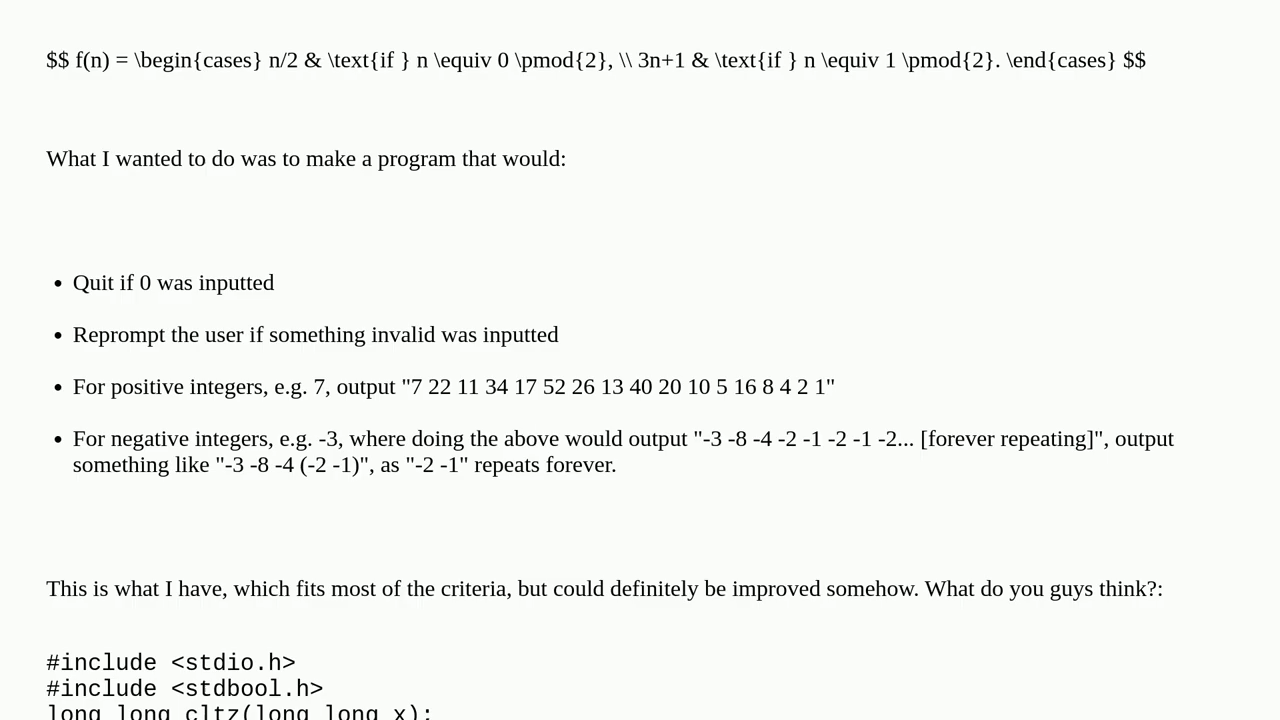 $$ f(n) = \begin{cases} n/2 & \text{if } n \equiv 0 \pmod{2}, \\ 3n+1 & \text{if } n \equiv 1 \pmod{2}. \end{cases} $$
What I wanted to do was to make a program that would:
• Quit if 0 was inputted
• Reprompt the user if something invalid was inputted
• For positive integers, e.g. 7, output "7 22 11 34 17 52 26 13 40 20 10 5 16 8 4 2 1"
• For negative integers, e.g. -3, where doing the above would output "-3 -8 -4 -2 -1 -2 -1 -2... [forever repeating]", output
something like "-3 -8 -4 (-2 -1)", as "-2 -1" repeats forever.
This is what I have, which fits most of the criteria, but could definitely be improved somehow. What do you guys think?:
#include <stdio.h>
#include <stdbool.h>
long long cltz(long long x);